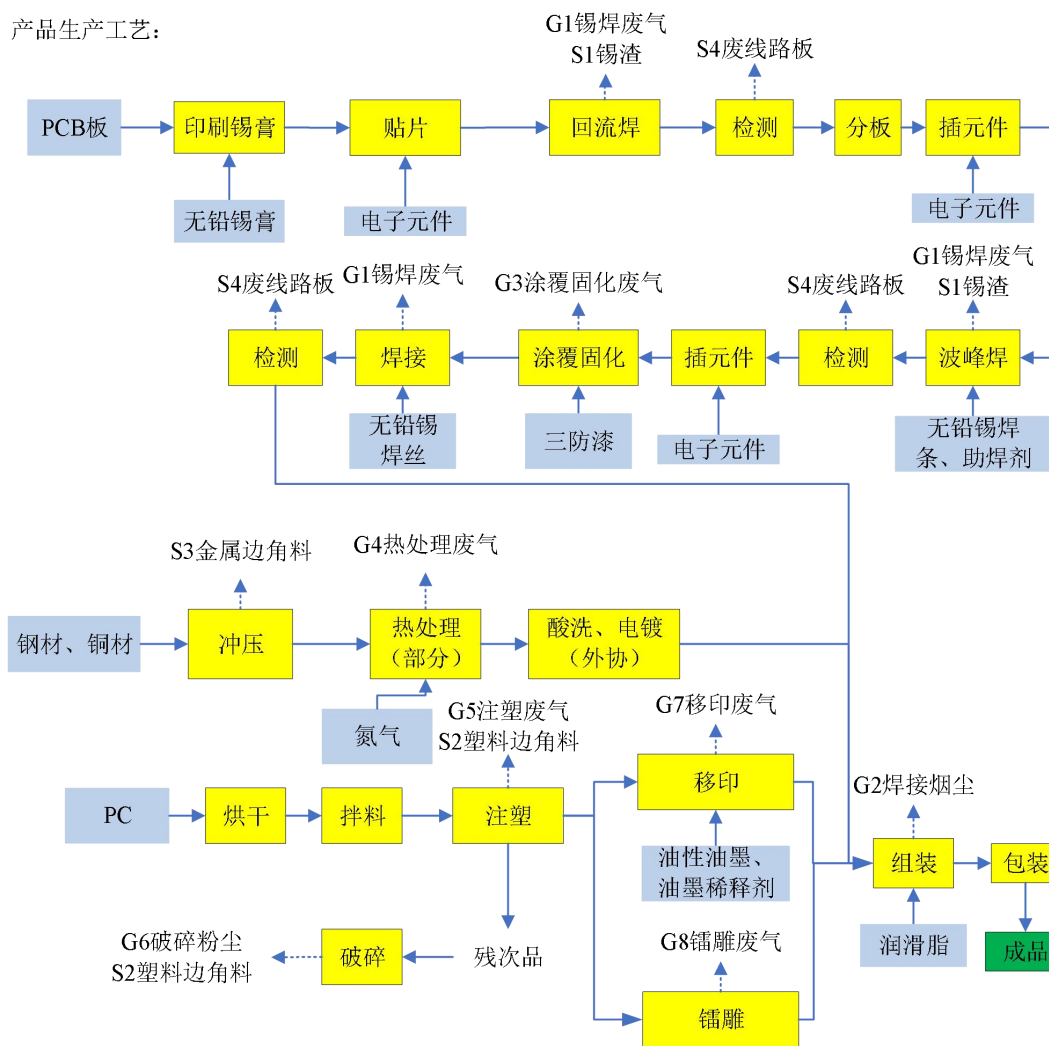 产品生产工艺：
G1锡焊废气
S1锡渣
S4废线路板
PCB板
印刷锡膏
贴片
回流焊
检测
分板
插元件
无铅锡膏
电子元件
电子元件
S4废线路板
G1锡焊废气
G3涂覆固化废气
S4废线路板
G1锡焊废气
S1锡渣
检测
焊接
涂覆固化
插元件
检测
波峰焊
无铅锡
焊丝
三防漆
电子元件
无铅锡焊
条、助焊剂
S3金属边角料
G4热处理废气
钢材、铜材
冲压
热处理
（部分）
酸洗、电镀
（外协）
氮气
G5注塑废气
S2塑料边角料
G7移印废气
PC
烘干
拌料
注塑
移印
G2焊接烟尘
油性油墨、
油墨稀释剂
组装
包装
G6破碎粉尘
S2塑料边角料
破碎
残次品
G8镭雕废气
润滑脂
成品
镭雕